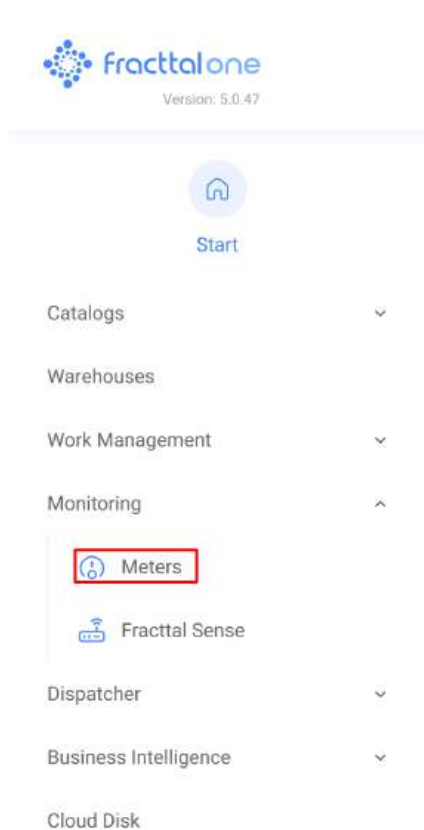 fracttalone
Version: 5.0.47
Start
Catalogs
Warehouses
Work Management
Monitoring
Meters
Fracttal Sense
Dispatcher
Business Intelligence
Cloud Disk